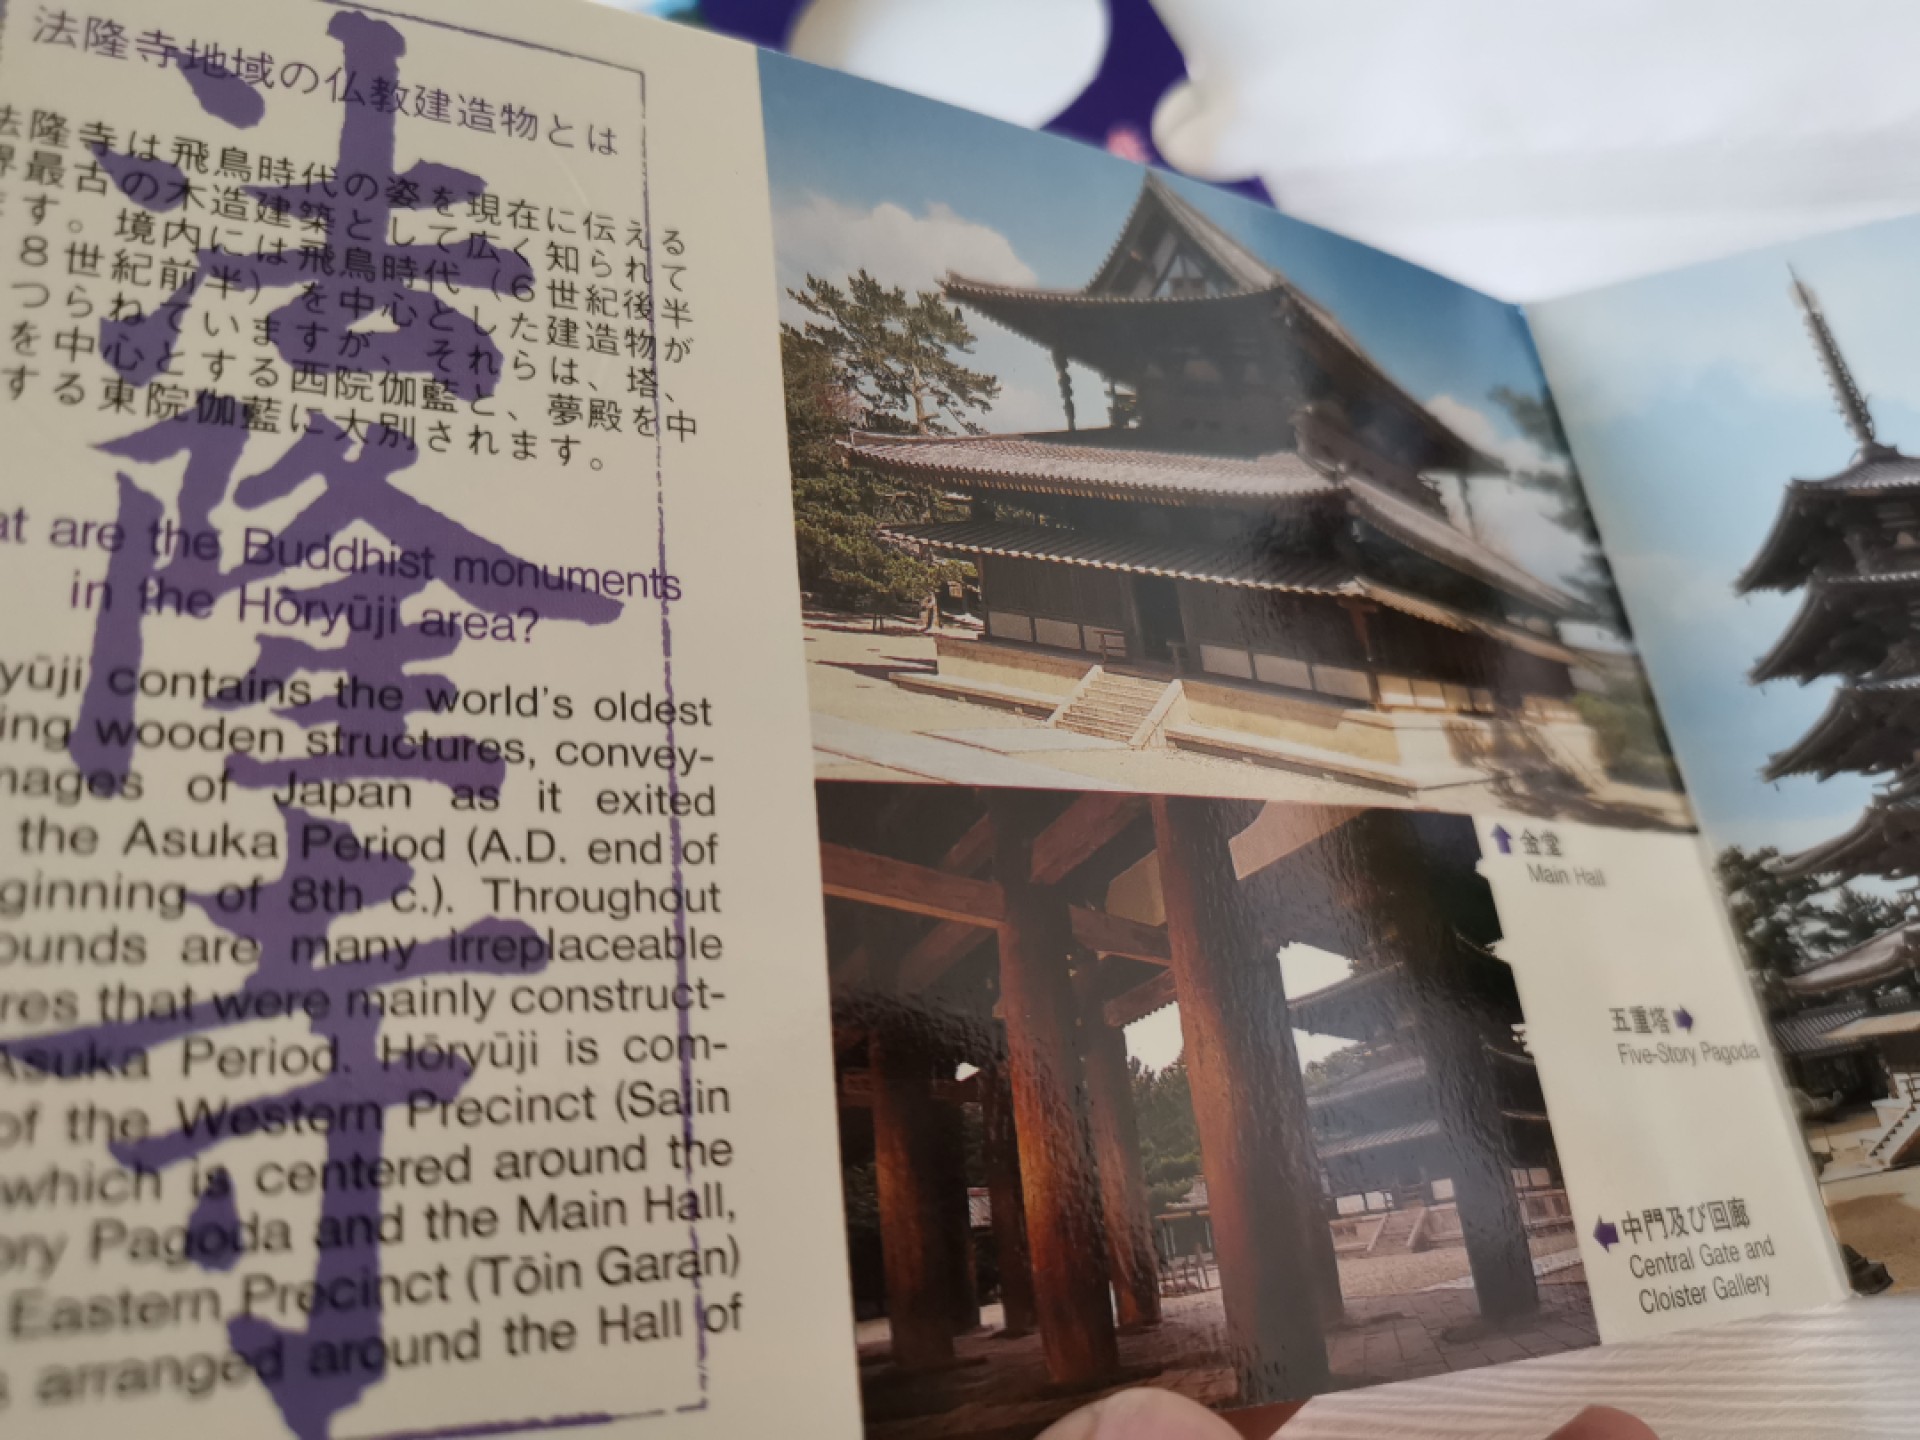 法隆寺
法隆寺地域の仏教建造物とは
法隆寺は飛鳥時代の姿を現在に伝える
界最古の木造建築として広く知られて
ます。境内には飛鳥時代（6世紀後半
8世紀前半）を中心とした建造物が
つらねていますが、それらは、塔、
を中心とする西院伽藍と、夢殿を中
する東院伽藍に大別されます。
at are the Buddhist monuments
in the Hōryūji area?
yūji contains the world's oldest
ing wooden structures, convey-
mages of Japan as it exited
the Asuka Period (A.D. end of
ginning of 8th c.). Throughout
ounds are many irreplaceable
res that were mainly construct-
Asuka Period. Hōryūji is com-
of the Western Precinct (Saiin
which is centered around the
ory Pagoda and the Main Hall,
Eastern Precinct (Tōin Garan)
s arranged around the Hall of
金堂
Main Hall
五重塔
Five-Story Pagoda
中門及び回廊
Central Gate and
Cloister Gallery